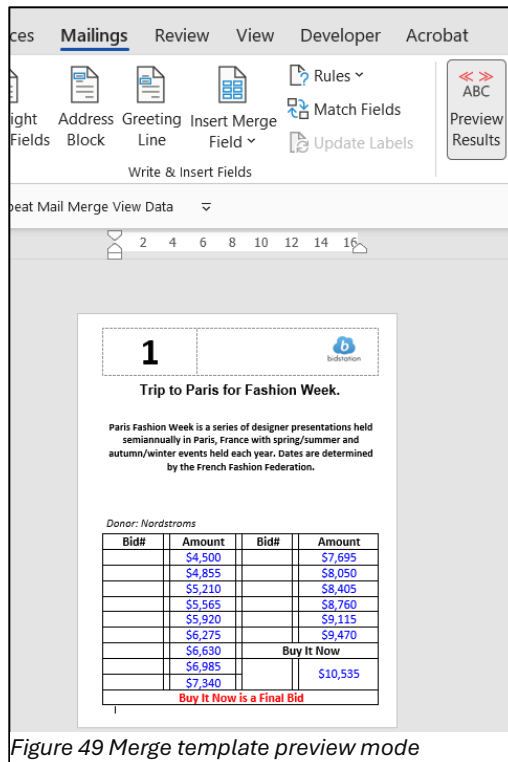 ces Mailings Review View Developer Acrobat
Rules
ABC
ight Address Greeting Insert Merge Match Fields Preview
Fields Block Line Field Update Labels Results
Write & Insert Fields
peat Mail Merge View Data
2 4 6 8 10 12 14 16
1
b
bidstation
Trip to Paris for Fashion Week.
Paris Fashion Week is a series of designer presentations held
semiannually in Paris, France with spring/summer and
autumn/winter events held each year. Dates are determined
by the French Fashion Federation.
Donor: Nordstroms
Bid# Amount Bid# Amount
$4,500 $7,695
$4,855 $8,050
$5,210 $8,405
$5,565 $8,760
$5,920 $9,115
$6,275 $9,470
$6,630 Buy It Now
$6,985
$10,535
$7,340
Buy It Now is a Final Bid
Figure 49 Merge template preview mode